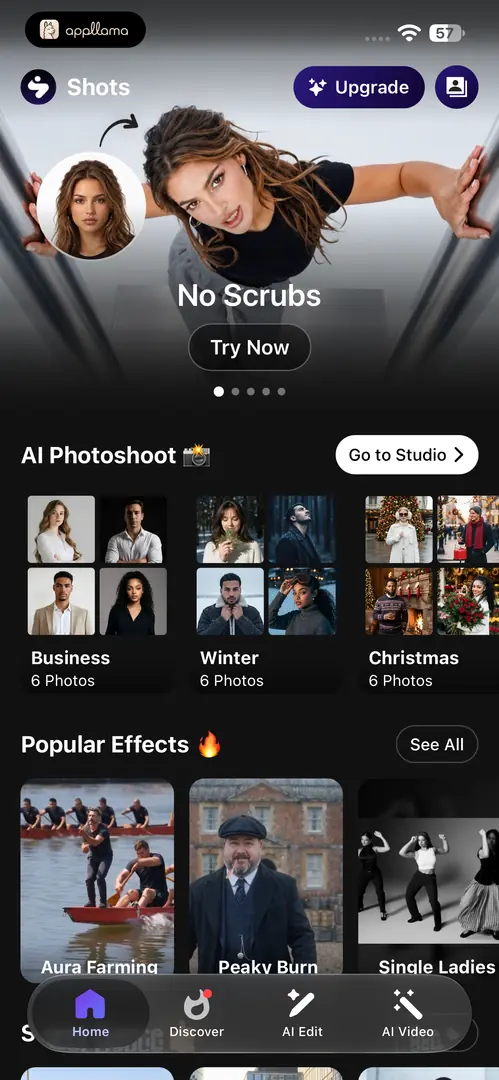 appllama
57
Shots
Upgrade
No Scrubs
Try Now
AI Photoshoot
Go to Studio
Business
6 Photos
Winter
6 Photos
Christmas
6 Photos
Popular Effects
See All
Aura Farming
Peaky Burn
Single Ladies
Home
Discover
AI Edit
AI Video